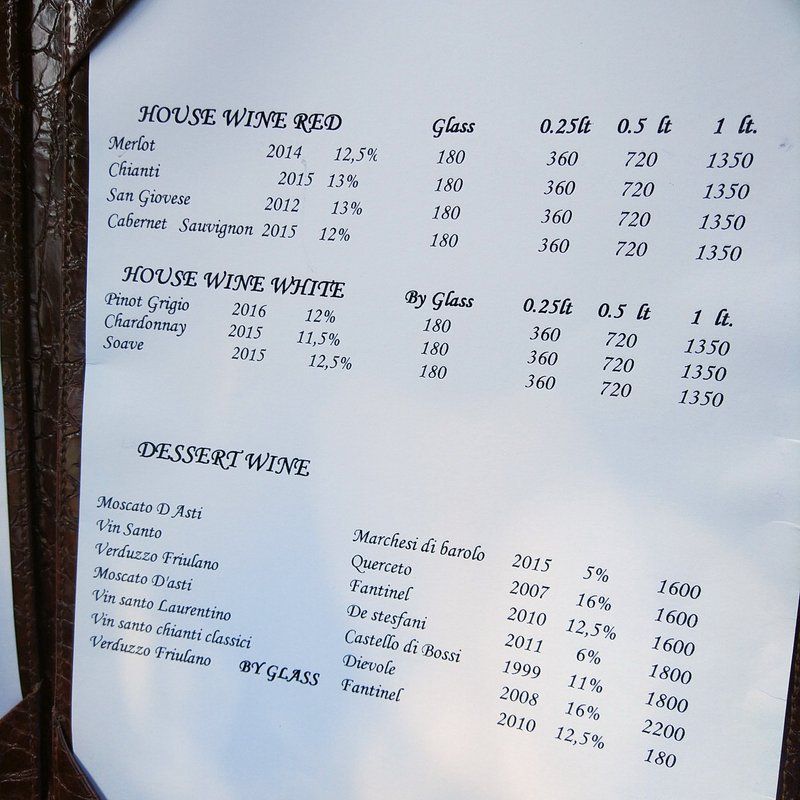 HOUSE WINE RED Glass 0.25lt 0.5 lt 1 lt.
Merlot 2014 12,5% 180 360 720 1350
Chianti 2015 13% 180 360 720 1350
San Giovese 2012 13% 180 360 720 1350
Cabernet Sauvignon 2015 12% 180 360 720 1350
HOUSE WINE WHITE By Glass 0.25lt 0.5 lt 1 lt.
Pinot Grigio 2016 12% 180 360 720 1350
Chardonnay 2015 11,5% 180 360 720 1350
Soave 2015 12,5% 180 360 720 1350
DESSERT WINE
Moscato D Asti Marchesi di barolo 2015 5% 1600
Vin Santo Querceto 2007 16% 1600
Verduzzo Friulano Fantinel 2010 12,5% 1600
Moscato D'asti De stesfani 2011 6% 1800
Vin santo Laurentino Castello di Bossi 1999 11% 1800
Vin santo chianti classici Dievole 2008 16% 2200
Verduzzo Friulano BY GLASS Fantinel 2010 12,5% 180